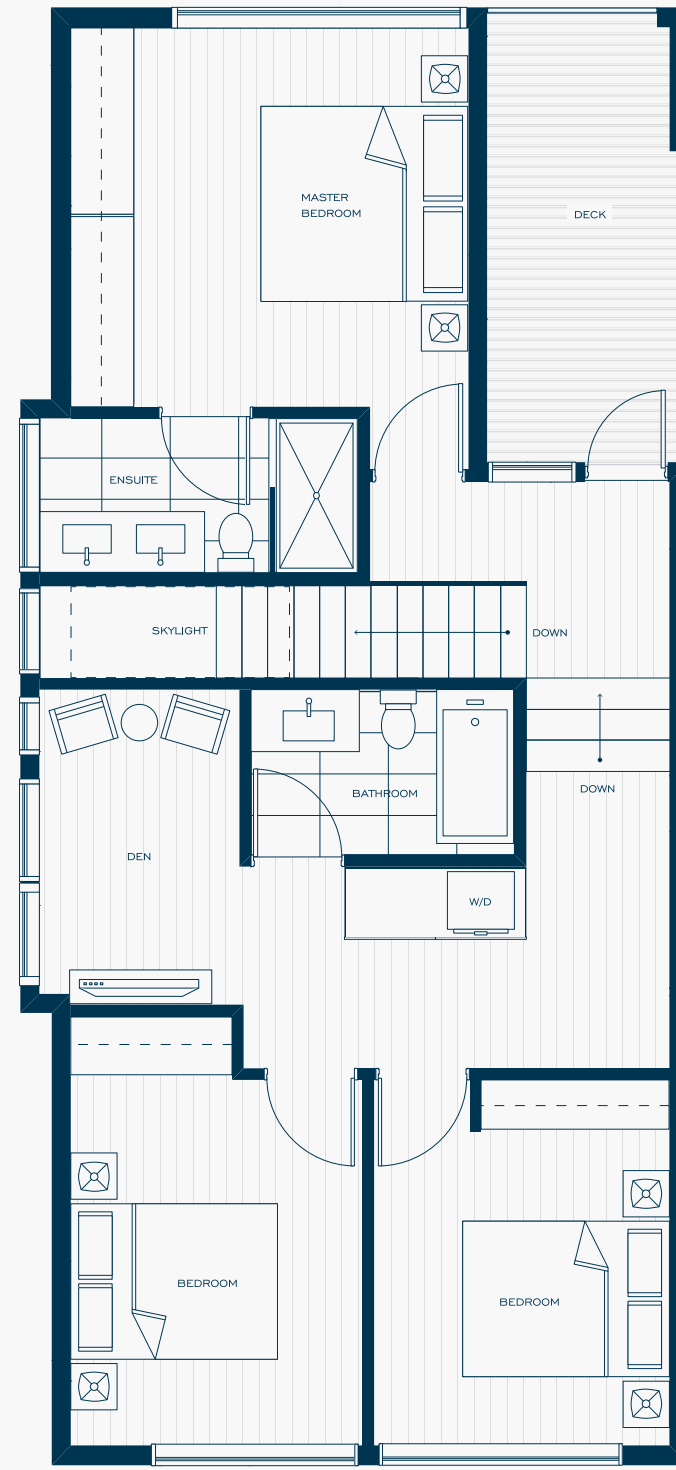 MASTER
BEDROOM
DECK
ENSUITE
SKYLIGHT
DOWN
DOWN
BATHROOM
DEN
W/D
BEDROOM
BEDROOM